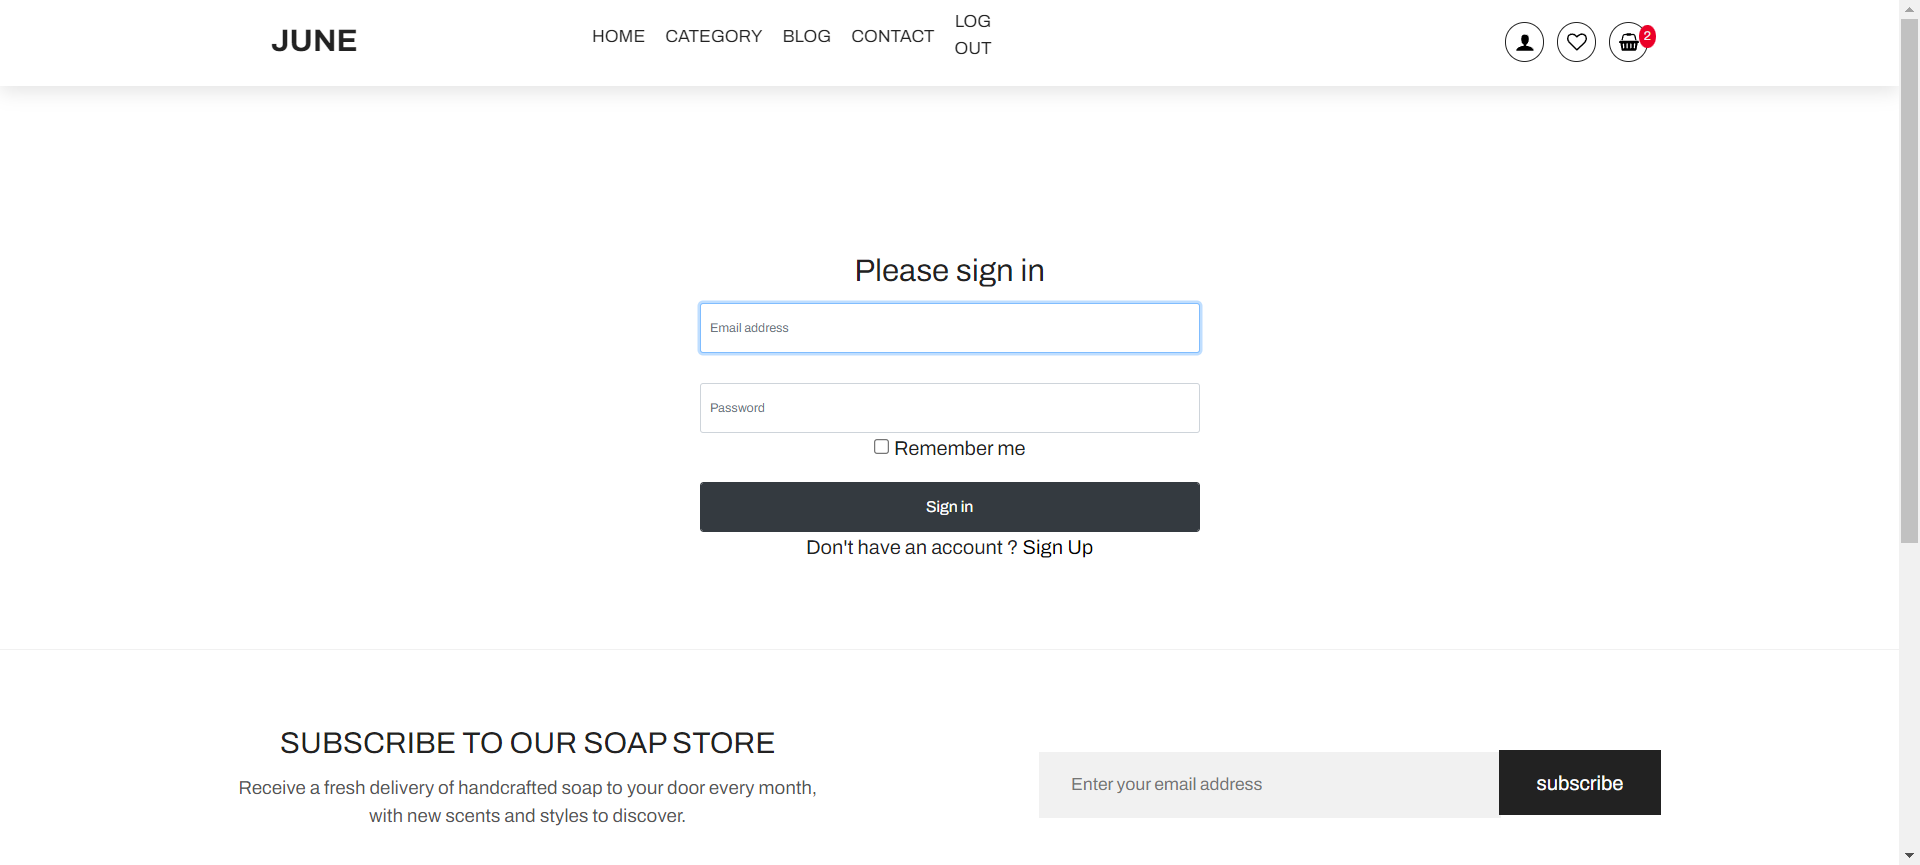 JUNE
HOME CATEGORY BLOG CONTACT LOG OUT
2
Please sign in
Email address
Password
Remember me
Sign in
Don't have an account ? Sign Up
SUBSCRIBE TO OUR SOAP STORE
Receive a fresh delivery of handcrafted soap to your door every month,
with new scents and styles to discover.
Enter your email address
subscribe